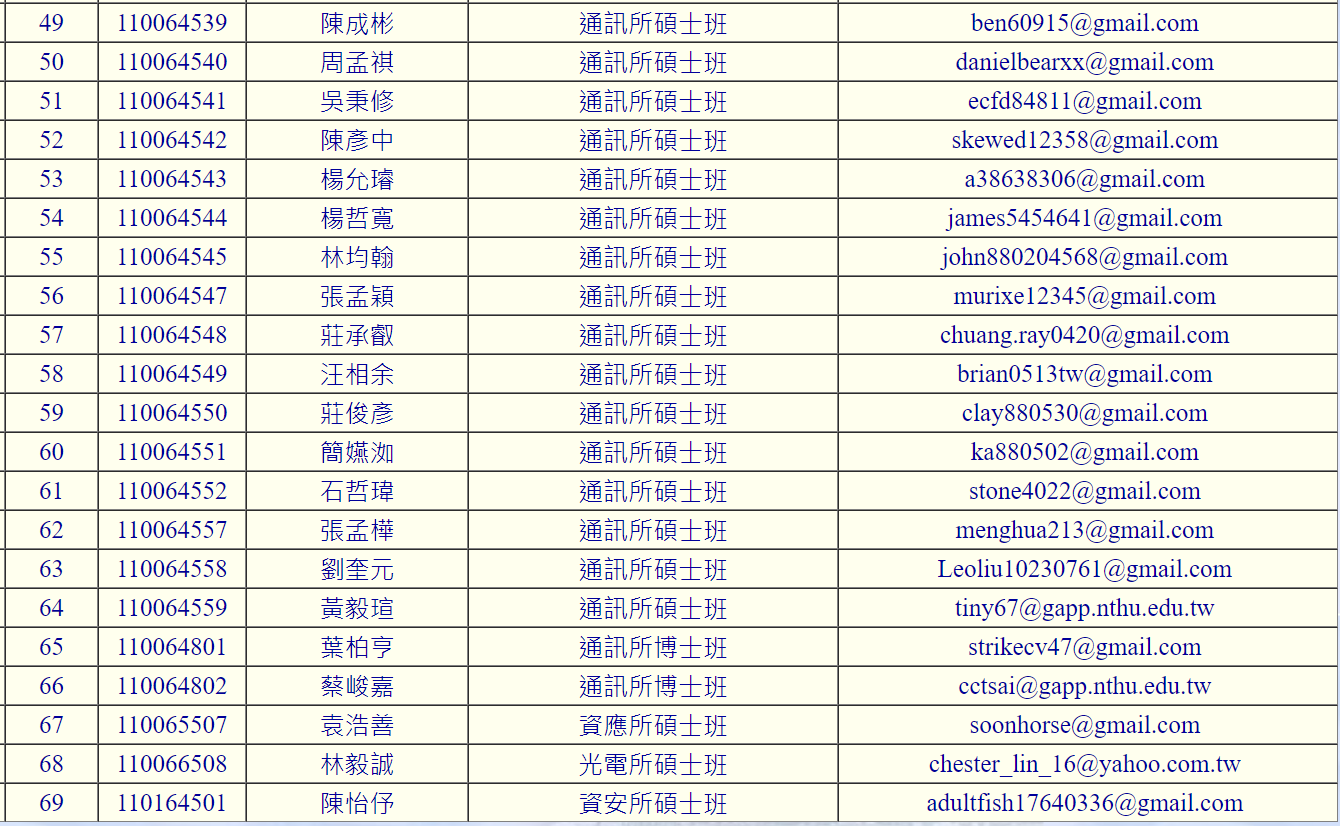 49 110064539 陳成彬 通訊所碩士班 ben60915@gmail.com
50 110064540 周孟祺 通訊所碩士班 danielbearxx@gmail.com
51 110064541 吳秉修 通訊所碩士班 ecfd84811@gmail.com
52 110064542 陳彥中 通訊所碩士班 skewed12358@gmail.com
53 110064543 楊允璿 通訊所碩士班 a38638306@gmail.com
54 110064544 楊哲寬 通訊所碩士班 james5454641@gmail.com
55 110064545 林均翰 通訊所碩士班 john880204568@gmail.com
56 110064547 張孟穎 通訊所碩士班 murixe12345@gmail.com
57 110064548 莊承叡 通訊所碩士班 chuang.ray0420@gmail.com
58 110064549 汪相余 通訊所碩士班 brian0513tw@gmail.com
59 110064550 莊俊彥 通訊所碩士班 clay880530@gmail.com
60 110064551 簡嬿洳 通訊所碩士班 ka880502@gmail.com
61 110064552 石哲瑋 通訊所碩士班 stone4022@gmail.com
62 110064557 張孟樺 通訊所碩士班 menghua213@gmail.com
63 110064558 劉奎元 通訊所碩士班 Leoliu10230761@gmail.com
64 110064559 黃毅瑄 通訊所碩士班 tiny67@gapp.nthu.edu.tw
65 110064801 葉柏亨 通訊所博士班 strikecv47@gmail.com
66 110064802 蔡峻嘉 通訊所博士班 cctsai@gapp.nthu.edu.tw
67 110065507 袁浩善 資應所碩士班 soonhorse@gmail.com
68 110066508 林毅誠 光電所碩士班 chester_lin_16@yahoo.com.tw
69 110164501 陳怡伃 資安所碩士班 adultfish17640336@gmail.com